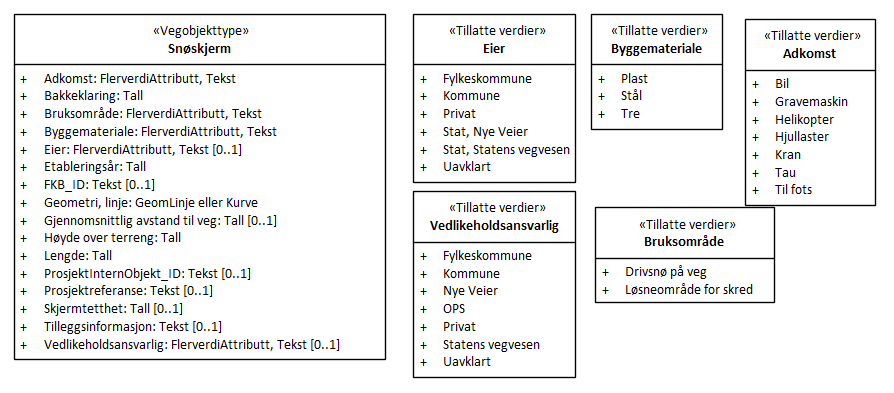 «Vegobjekttype»
Snøskjerm
+ Adkomst: FlerverdiAttributt, Tekst
+ Bakkeklaring: Tall
+ Bruksområde: FlerverdiAttributt, Tekst
+ Byggemateriale: FlerverdiAttributt, Tekst
+ Eier: FlerverdiAttributt, Tekst [0..1]
+ Etableringsår: Tall
+ FKB_ID: Tekst [0..1]
+ Geometri, linje: GeomLinje eller Kurve
+ Gjennomsnittlig avstand til veg: Tall [0..1]
+ Høyde over terreng: Tall
+ Lengde: Tall
+ ProsjektInternObjekt_ID: Tekst [0..1]
+ Prosjektreferanse: Tekst [0..1]
+ Skjermtetthet: Tall [0..1]
+ Tilleggsinformasjon: Tekst [0..1]
+ Vedlikeholdsansvarlig: FlerverdiAttributt, Tekst [0..1]
«Tillatte verdier»
Eier
+ Fylkeskommune
+ Kommune
+ Privat
+ Stat, Nye Veier
+ Stat, Statens vegvesen
+ Uavklart
«Tillatte verdier»
Vedlikeholdsansvarlig
+ Fylkeskommune
+ Kommune
+ Nye Veier
+ OPS
+ Privat
+ Statens vegvesen
+ Uavklart
«Tillatte verdier»
Byggemateriale
+ Plast
+ Stål
+ Tre
«Tillatte verdier»
Adkomst
+ Bil
+ Gravemaskin
+ Helikopter
+ Hjullaster
+ Kran
+ Tau
+ Til fots
«Tillatte verdier»
Bruksområde
+ Drivsnø på veg
+ Løsneområde for skred